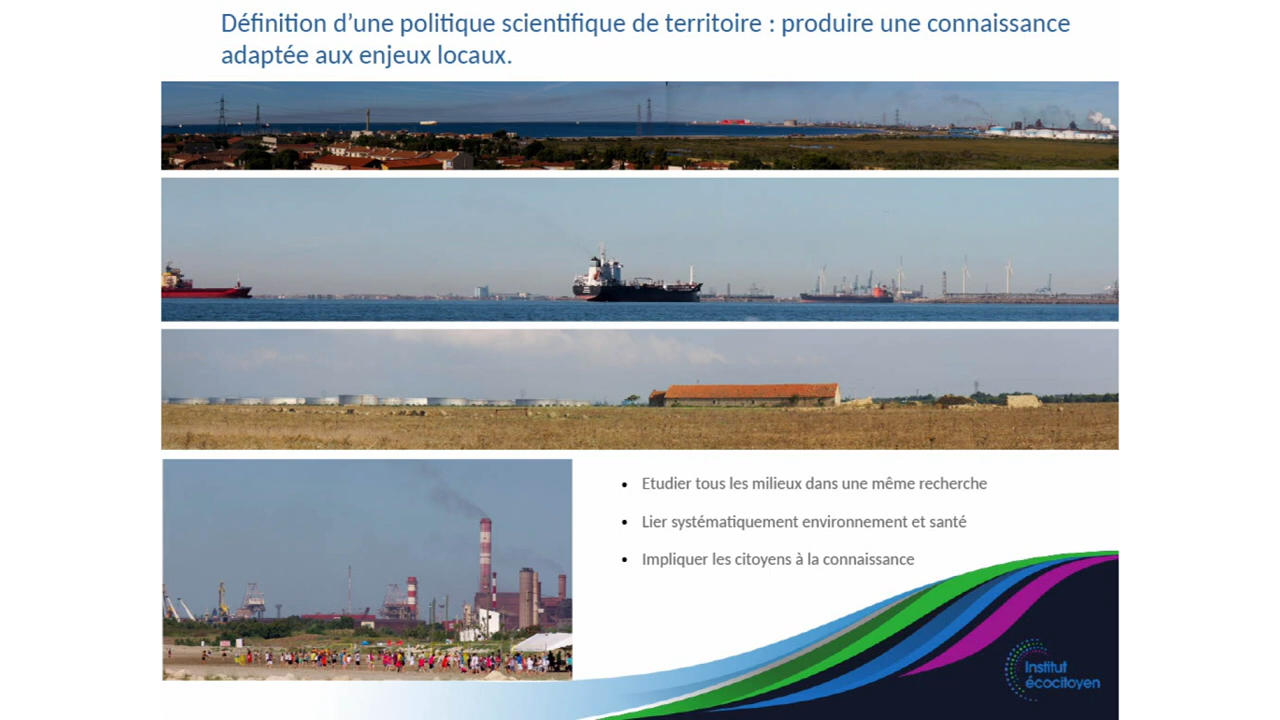 Définition d'une politique scientifique de territoire : produire une connaissance
adaptée aux enjeux locaux.
• Etudier tous les milieux dans une même recherche
• Lier systématiquement environnement et santé
• Impliquer les citoyens à la connaissance
Institut
écocitoyen